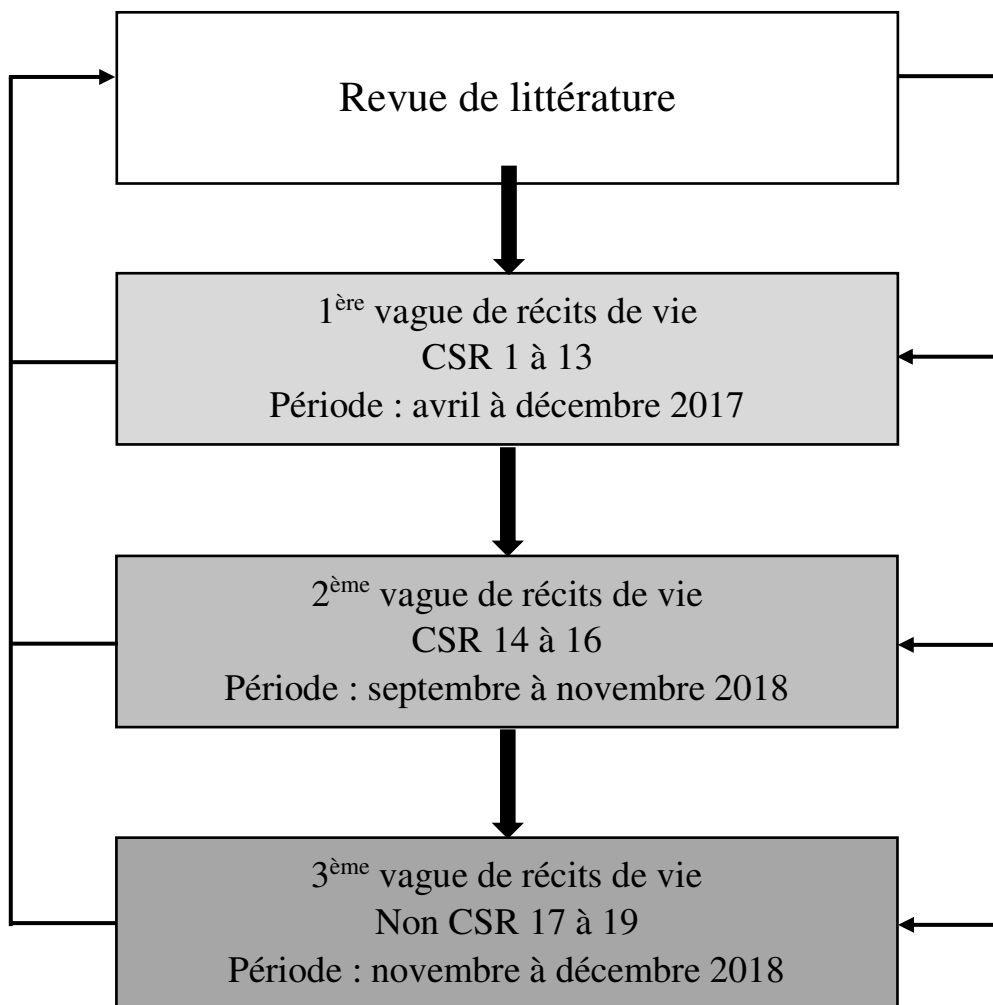 Revue de littérature
1ère vague de récits de vie
CSR 1 à 13
Période : avril à décembre 2017
2ème vague de récits de vie
CSR 14 à 16
Période : septembre à novembre 2018
3ème vague de récits de vie
Non CSR 17 à 19
Période : novembre à décembre 2018